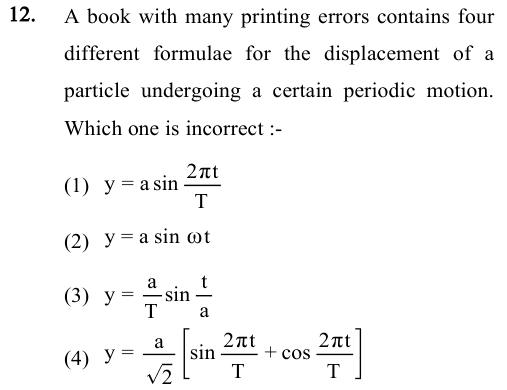 12. A book with many printing errors contains four
different formulae for the displacement of a
particle undergoing a certain periodic motion.
Which one is incorrect :-
(1) y = a sin 2πt/T
(2) y = a sin ωt
(3) y = a/T sin t/a
(4) y = a/√2 [sin 2πt/T + cos 2πt/T]